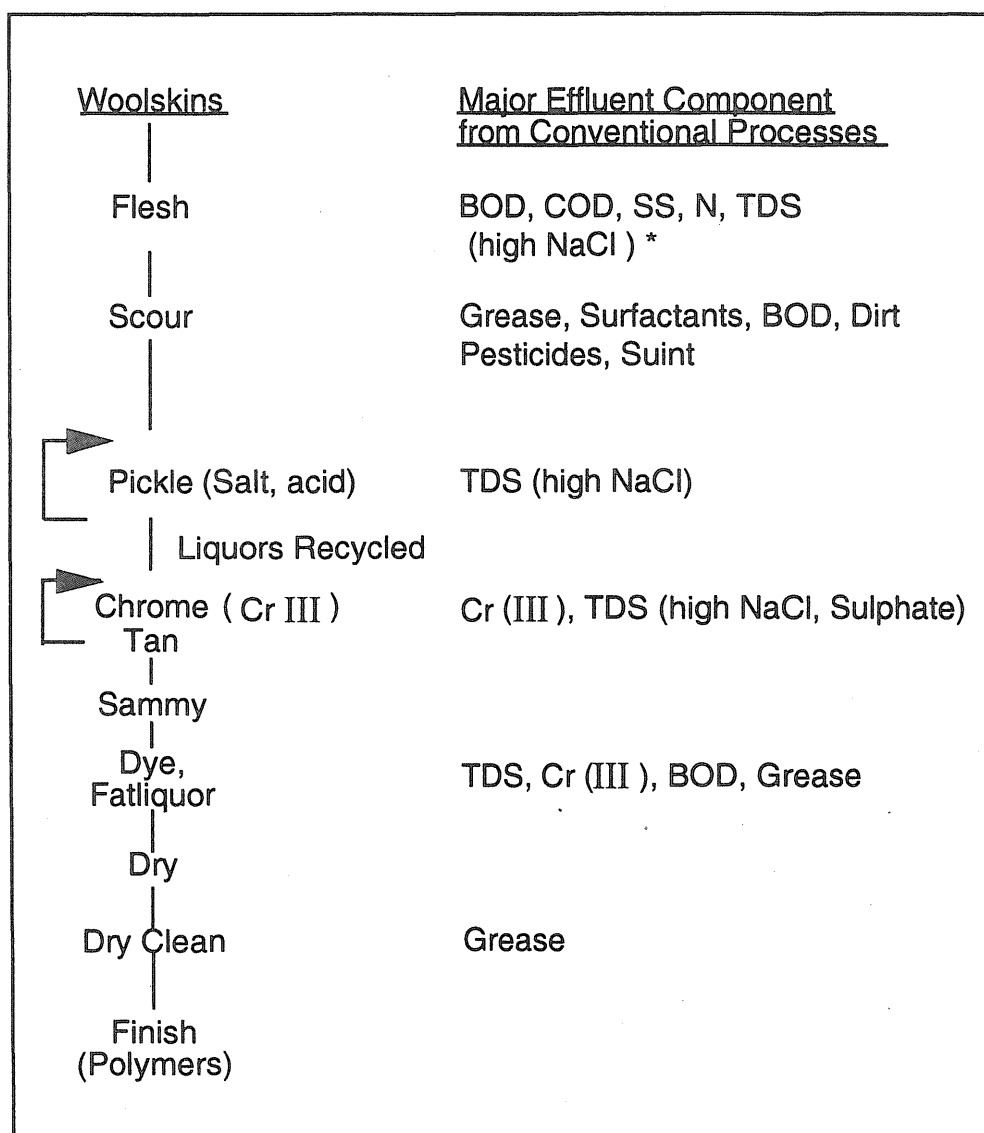 Woolskins
Major Effluent Component
from Conventional Processes
Flesh
BOD, COD, SS, N, TDS
(high NaCl ) *
Scour
Grease, Surfactants, BOD, Dirt
Pesticides, Suint
Pickle (Salt, acid)
TDS (high NaCl)
Liquors Recycled
Chrome ( Cr III )
Tan
Cr (III), TDS (high NaCl, Sulphate)
Sammy
Dye,
Fatliquor
TDS, Cr (III ), BOD, Grease
Dry
Dry Clean
Grease
Finish
(Polymers)